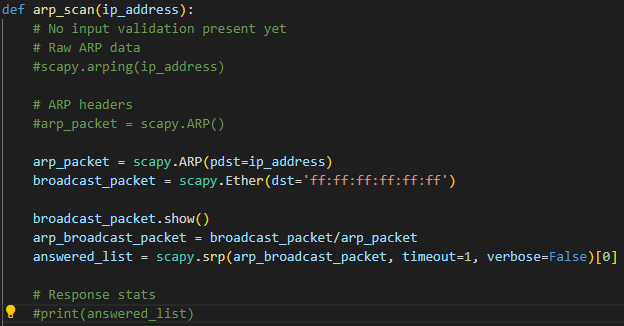 def arp_scan(ip_address):
    # No input validation present yet
    # Raw ARP data
    #scapy.arping(ip_address)
    # ARP headers
    #arp_packet = scapy.ARP()
    arp_packet = scapy.ARP(pdst=ip_address)
    broadcast_packet = scapy.Ether(dst='ff:ff:ff:ff:ff:ff')
    broadcast_packet.show()
    arp_broadcast_packet = broadcast_packet/arp_packet
    answered_list = scapy.srp(arp_broadcast_packet, timeout=1, verbose=False)[0]
    # Response stats
    #print(answered_list)